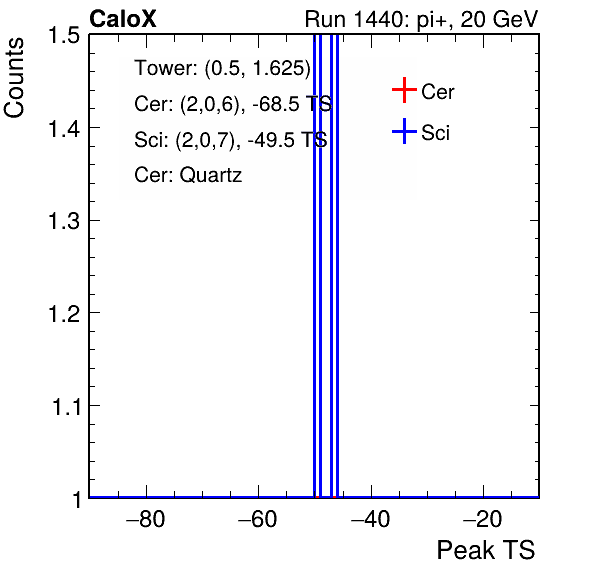 CaloX Run 1440: pi+, 20 GeV
Counts
1.5
1.4
1.3
1.2
1.1
1
Tower: (0.5, 1.625)
Cer: (2,0,6), -68.5 TS
Sci: (2,0,7), -49.5 TS
Cer: Quartz
Cer
Sci
−80 −60 −40 −20
Peak TS